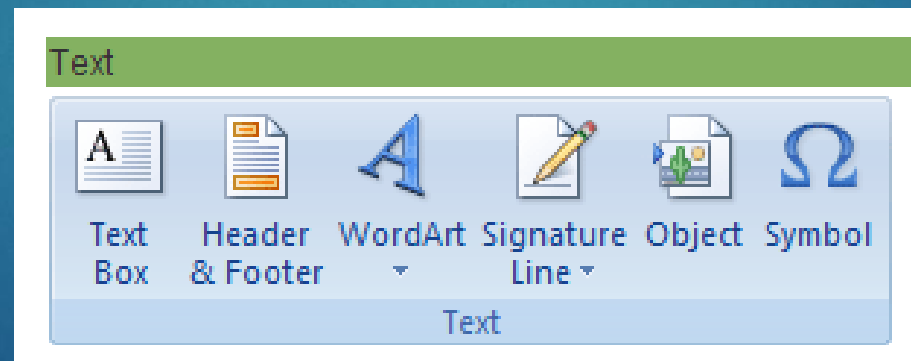 Text
A
Text Header WordArt Signature Object Symbol
Box & Footer Line
Text